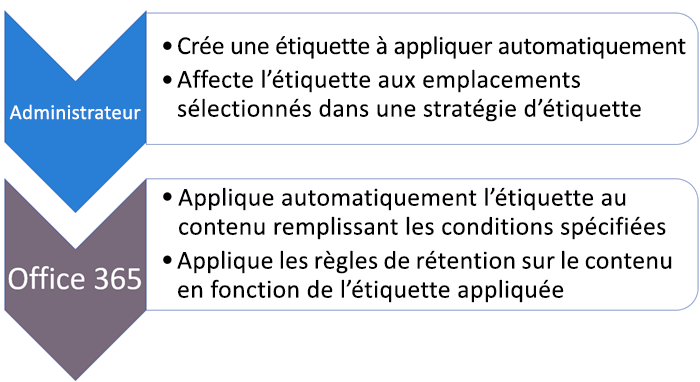 Administrateur
• Crée une étiquette à appliquer automatiquement
• Affecte l’étiquette aux emplacements
sélectionnés dans une stratégie d’étiquette
Office 365
• Applique automatiquement l’étiquette au
contenu remplissant les conditions spécifiées
• Applique les règles de rétention sur le contenu
en fonction de l’étiquette appliquée